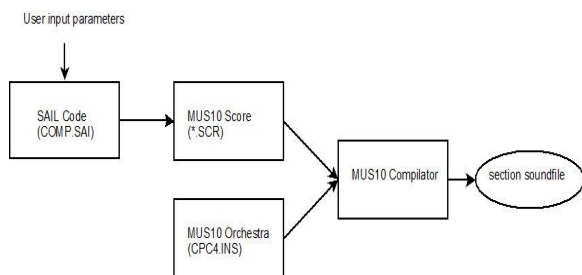 User input parameters
SAIL Code
(COMP.SAI)
MUS10 Score
(*.SCR)
MUS10 Compilator
section soundfile
MUS10 Orchestra
(CPC4.INS)